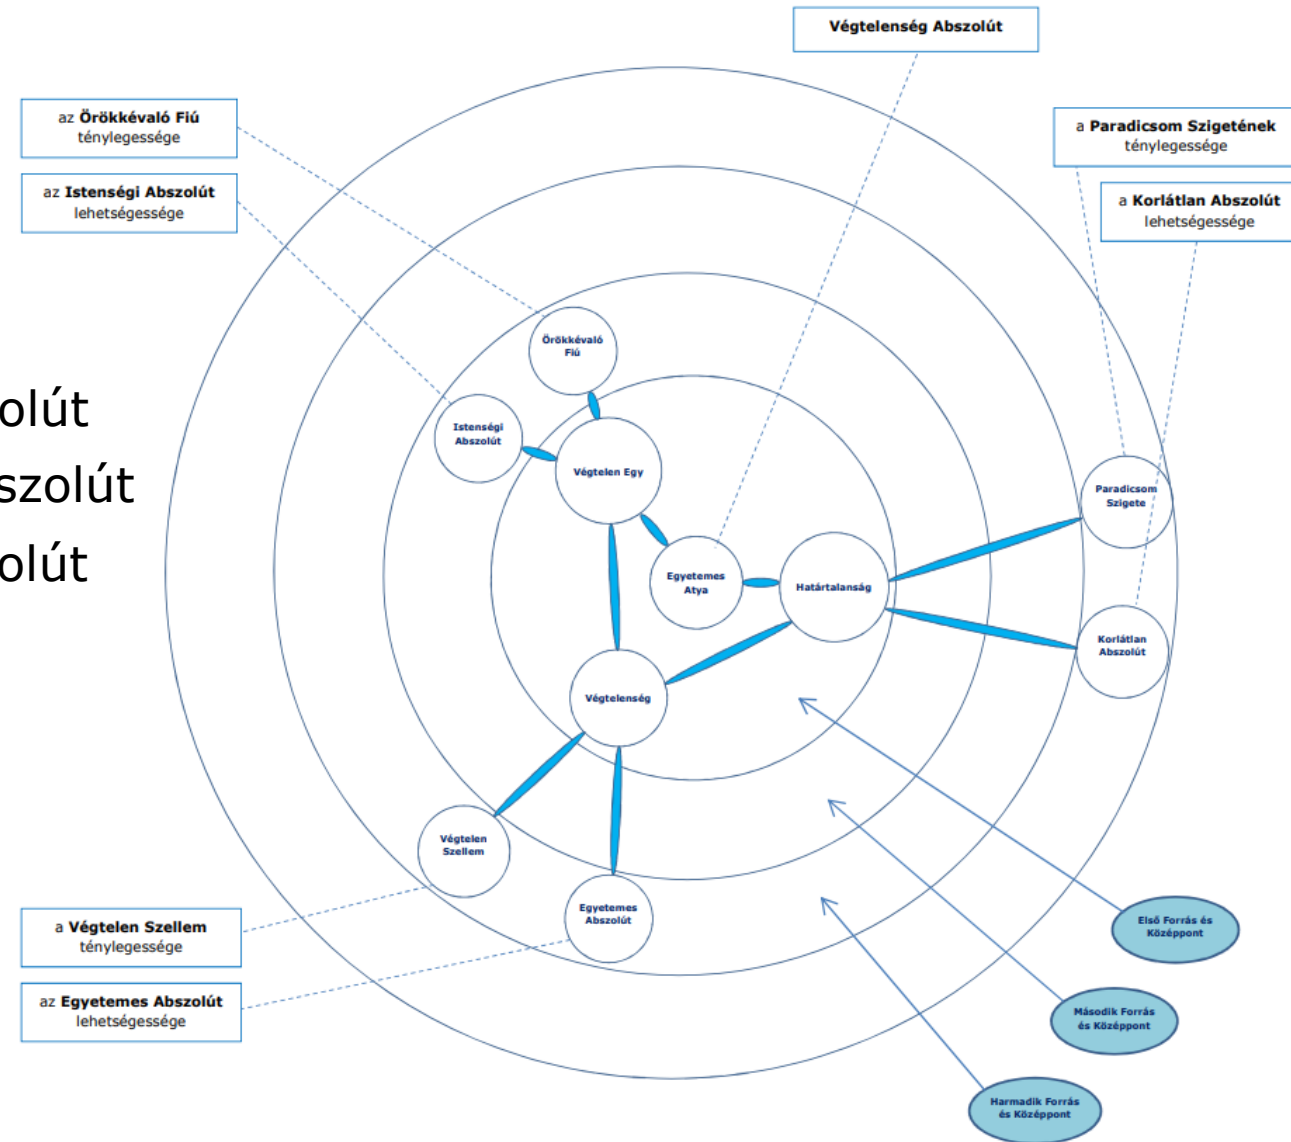 Végtelenség Abszolút
az Örökkévaló Fiú
ténylegessége
a Paradicsom Szigetének
ténylegessége
az Istenségi Abszolút
lehetségessége
a Korlátlan Abszolút
lehetségessége
Örökkévaló
Fiú
olút
szolút
olút
Istenségi
Abszolút
Végtelen Egy
Paradicsom
Szigete
Egyetemes
Atya
Határtalanság
Korlátlan
Abszolút
Végtelenség
Végtelen
Szellem
Egyetemes
Abszolút
a Végtelen Szellem
ténylegessége
az Egyetemes Abszolút
lehetségessége
Első Forrás és
Középpont
Második Forrás
és Középpont
Harmadik Forrás
és Középpont